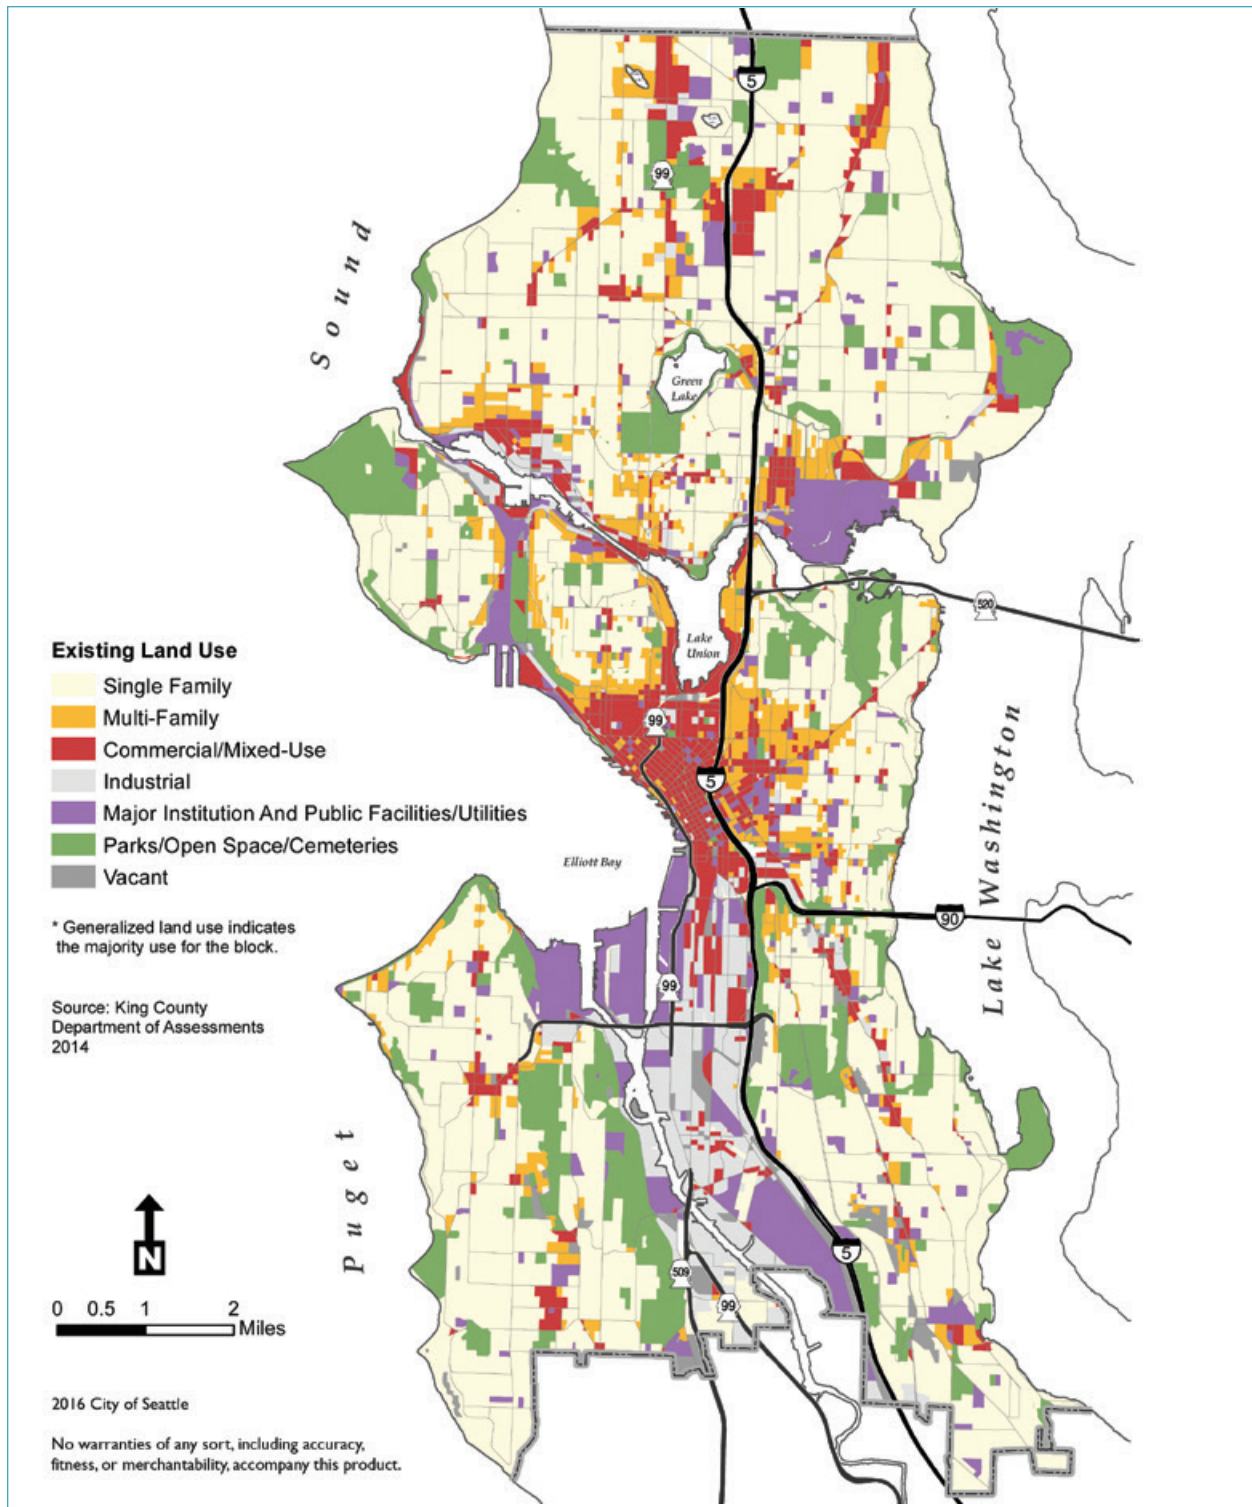 5
99
Sound
Green
Lake
520
Existing Land Use
Single Family
Multi-Family
Commercial/Mixed-Use
Industrial
Major Institution And Public Facilities/Utilities
Parks/Open Space/Cemeteries
Vacant
Lake
Union
99
5
Elliott Bay
Lake Washington
90
* Generalized land use indicates
the majority use for the block.
99
Source: King County
Department of Assessments
2014
Puget
N
5
509
99
0 0.5 1 2
Miles
2016 City of Seattle
No warranties of any sort, including accuracy,
fitness, or merchantability, accompany this product.